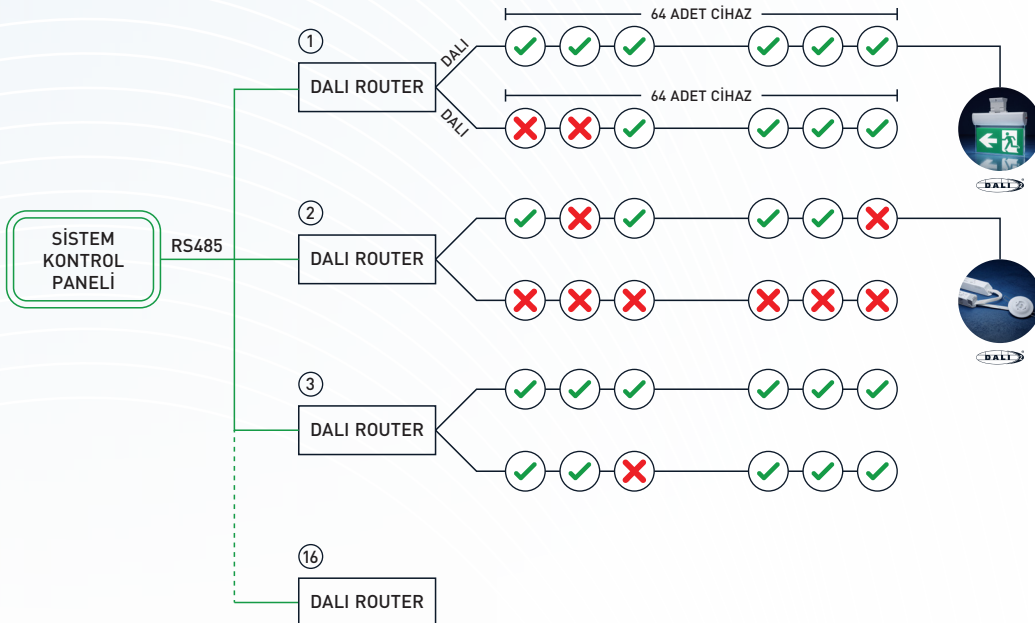 64 ADET CİHAZ
1
DALI
DALI ROUTER
DALI
64 ADET CİHAZ
DALI
2
SİSTEM
KONTROL
PANELİ
RS485
DALI ROUTER
DALI
3
DALI ROUTER
16
DALI ROUTER